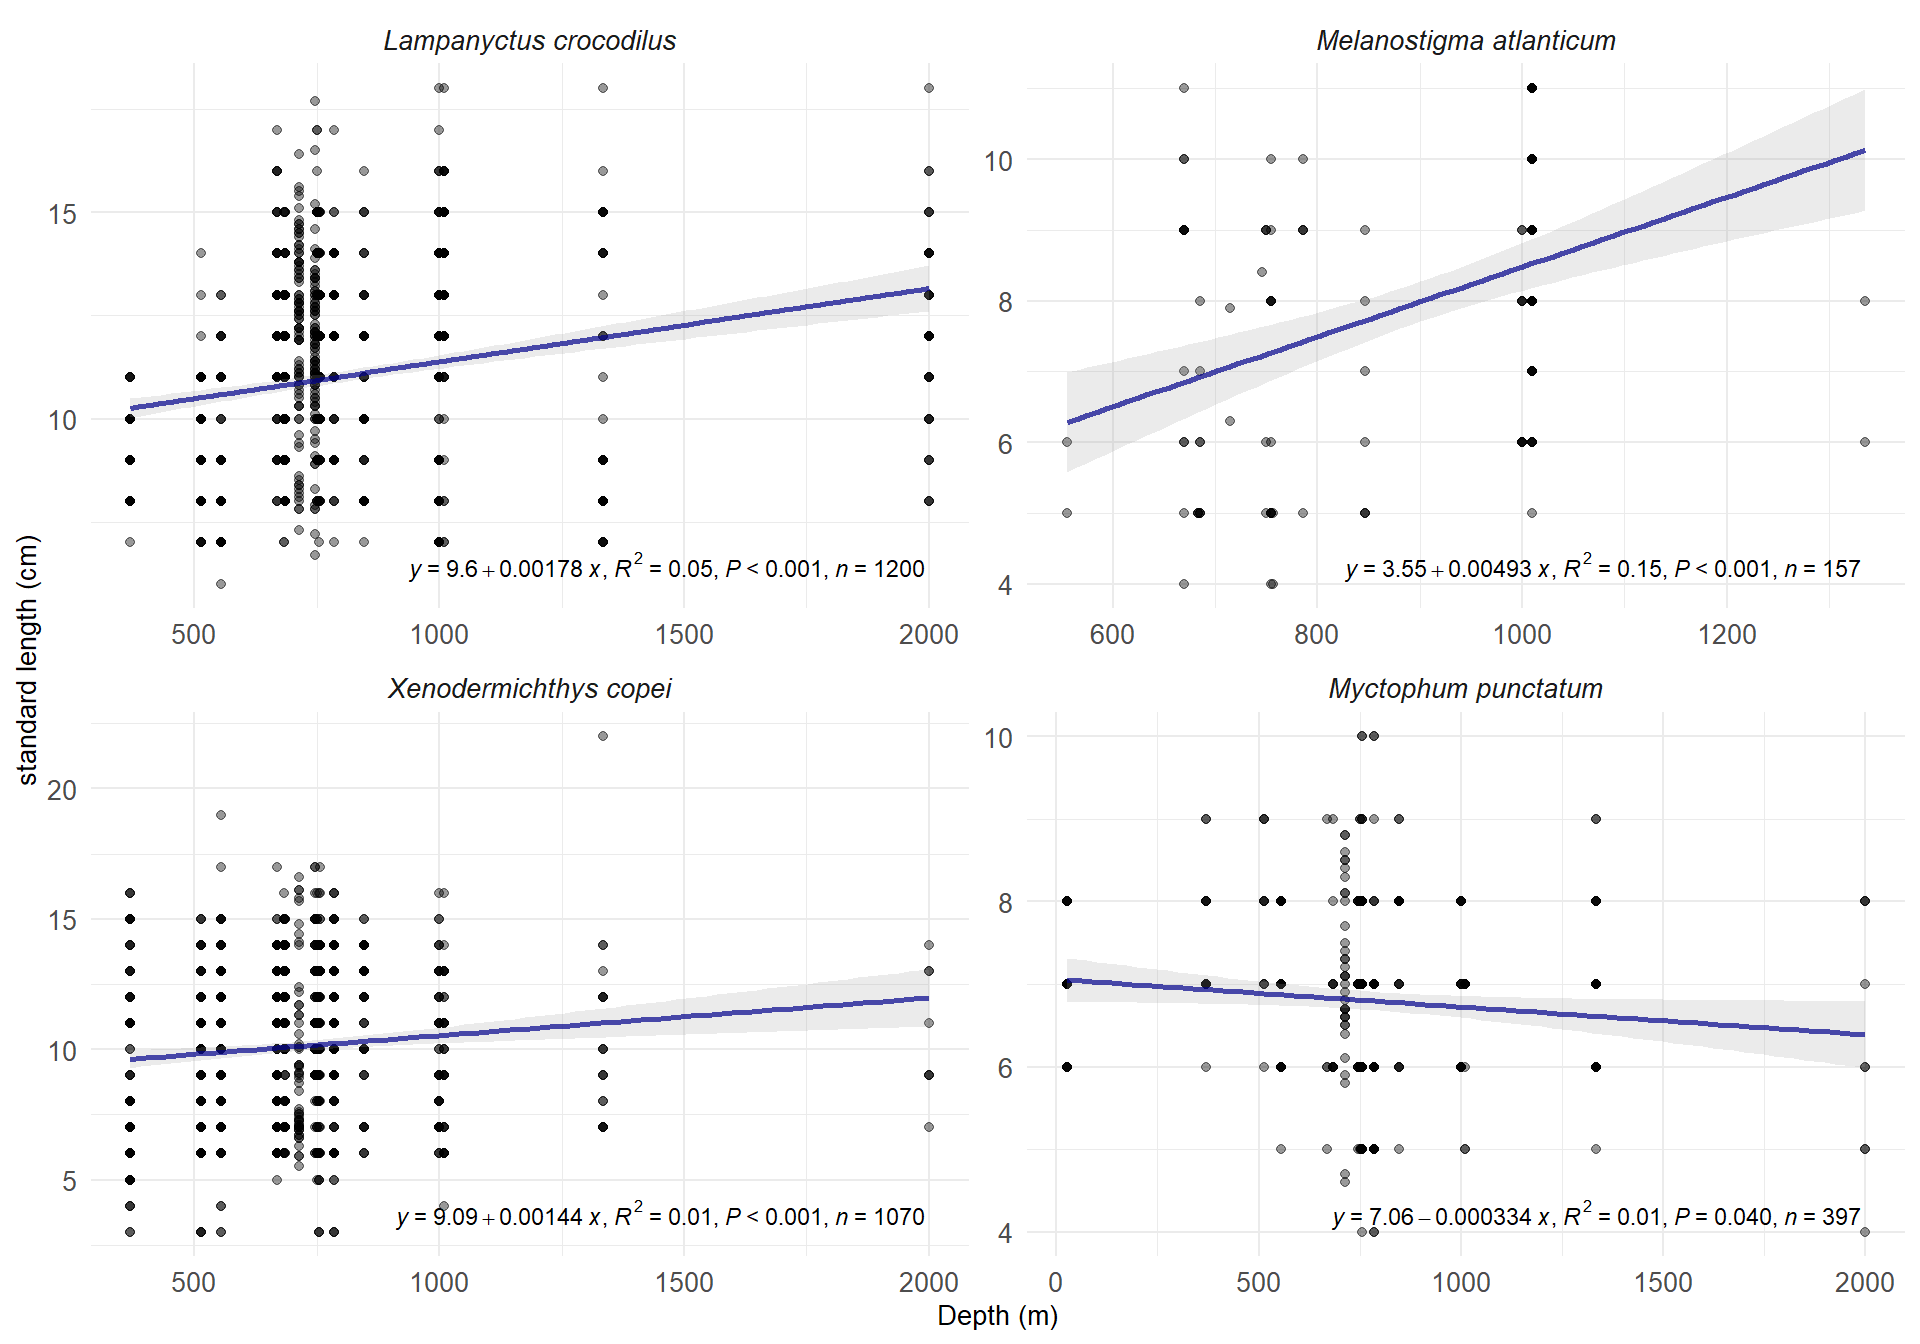 Lampanyctus crocodilus
15
10
y = 9.6 + 0.00178 x, R² = 0.05, P < 0.001, n = 1200
500 1000 1500 2000
Melanostigma atlanticum
10
8
6
4
y = 3.55 + 0.00493 x, R² = 0.15, P < 0.001, n = 157
600 800 1000 1200
standard length (cm)
Xenodermichthys copei
20
15
10
5
y = 9.09 + 0.00144 x, R² = 0.01, P < 0.001, n = 1070
500 1000 1500 2000
Myctophum punctatum
10
8
6
4
y = 7.06 − 0.000334 x, R² = 0.01, P = 0.040, n = 397
0 500 1000 1500 2000
Depth (m)